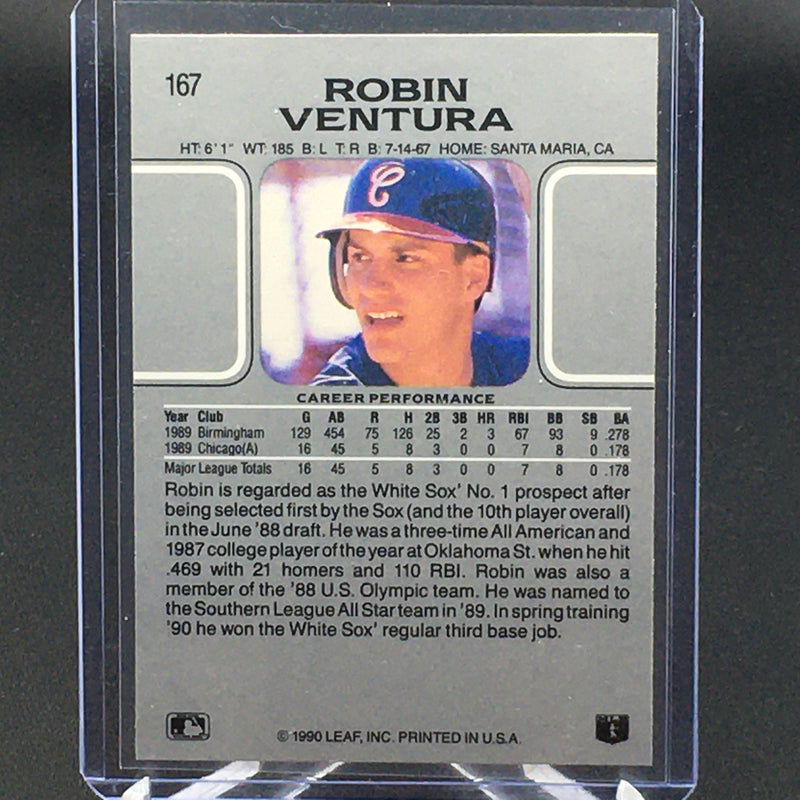 167
ROBIN
VENTURA
HT: 6'1" WT: 185 B: L T: R B: 7-14-67 HOME: SANTA MARIA, CA
C
CAREER PERFORMANCE
Year Club G AB R H 2B 3B HR RBI BB SB BA
1989 Birmingham 129 454 75 126 25 2 3 67 93 9 .278
1989 Chicago(A) 16 45 5 8 3 0 0 7 8 0 .178
Major League Totals 16 45 5 8 3 0 0 7 8 0 .178
Robin is regarded as the White Sox' No. 1 prospect after
being selected first by the Sox (and the 10th player overall)
in the June '88 draft. He was a three-time All American and
1987 college player of the year at Oklahoma St. when he hit
.469 with 21 homers and 110 RBI. Robin was also a
member of the '88 U.S. Olympic team. He was named to
the Southern League All Star team in '89. In spring training
'90 he won the White Sox' regular third base job.
© 1990 LEAF, INC. PRINTED IN U.S.A.